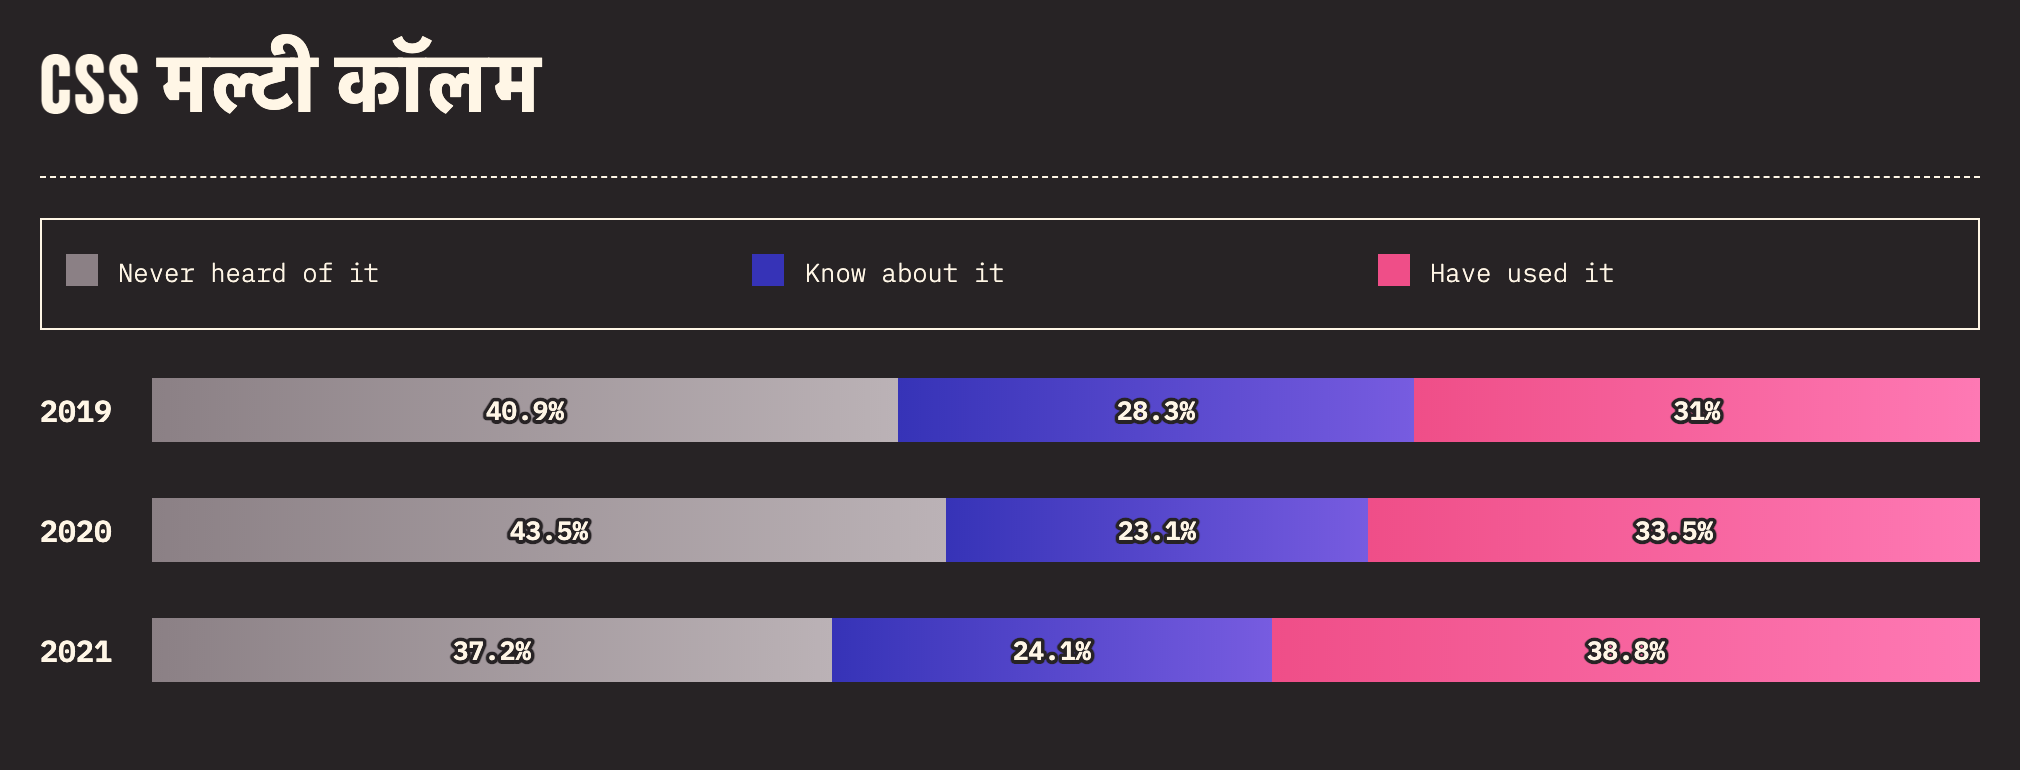 CSS मल्टी कॉलम
Never heard of it Know about it Have used it
2019 40.9% 28.3% 31%
2020 43.5% 23.1% 33.5%
2021 37.2% 24.1% 38.8%